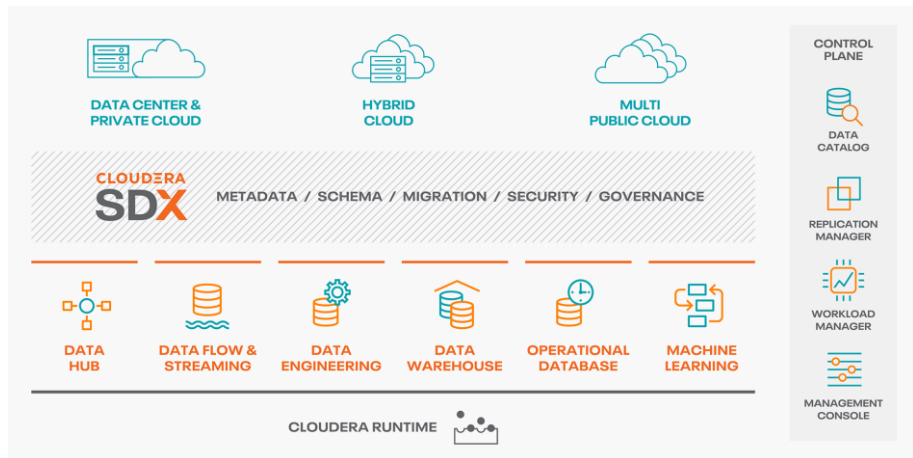 DATA CENTER &
PRIVATE CLOUD
HYBRID
CLOUD
MULTI
PUBLIC CLOUD
CLOUDERA
SDX
METADATA / SCHEMA / MIGRATION / SECURITY / GOVERNANCE
DATA
HUB
DATA FLOW &
STREAMING
DATA
ENGINEERING
DATA
WAREHOUSE
OPERATIONAL
DATABASE
MACHINE
LEARNING
CLOUDERA RUNTIME
CONTROL
PLANE
DATA
CATALOG
REPLICATION
MANAGER
WORKLOAD
MANAGER
MANAGEMENT
CONSOLE